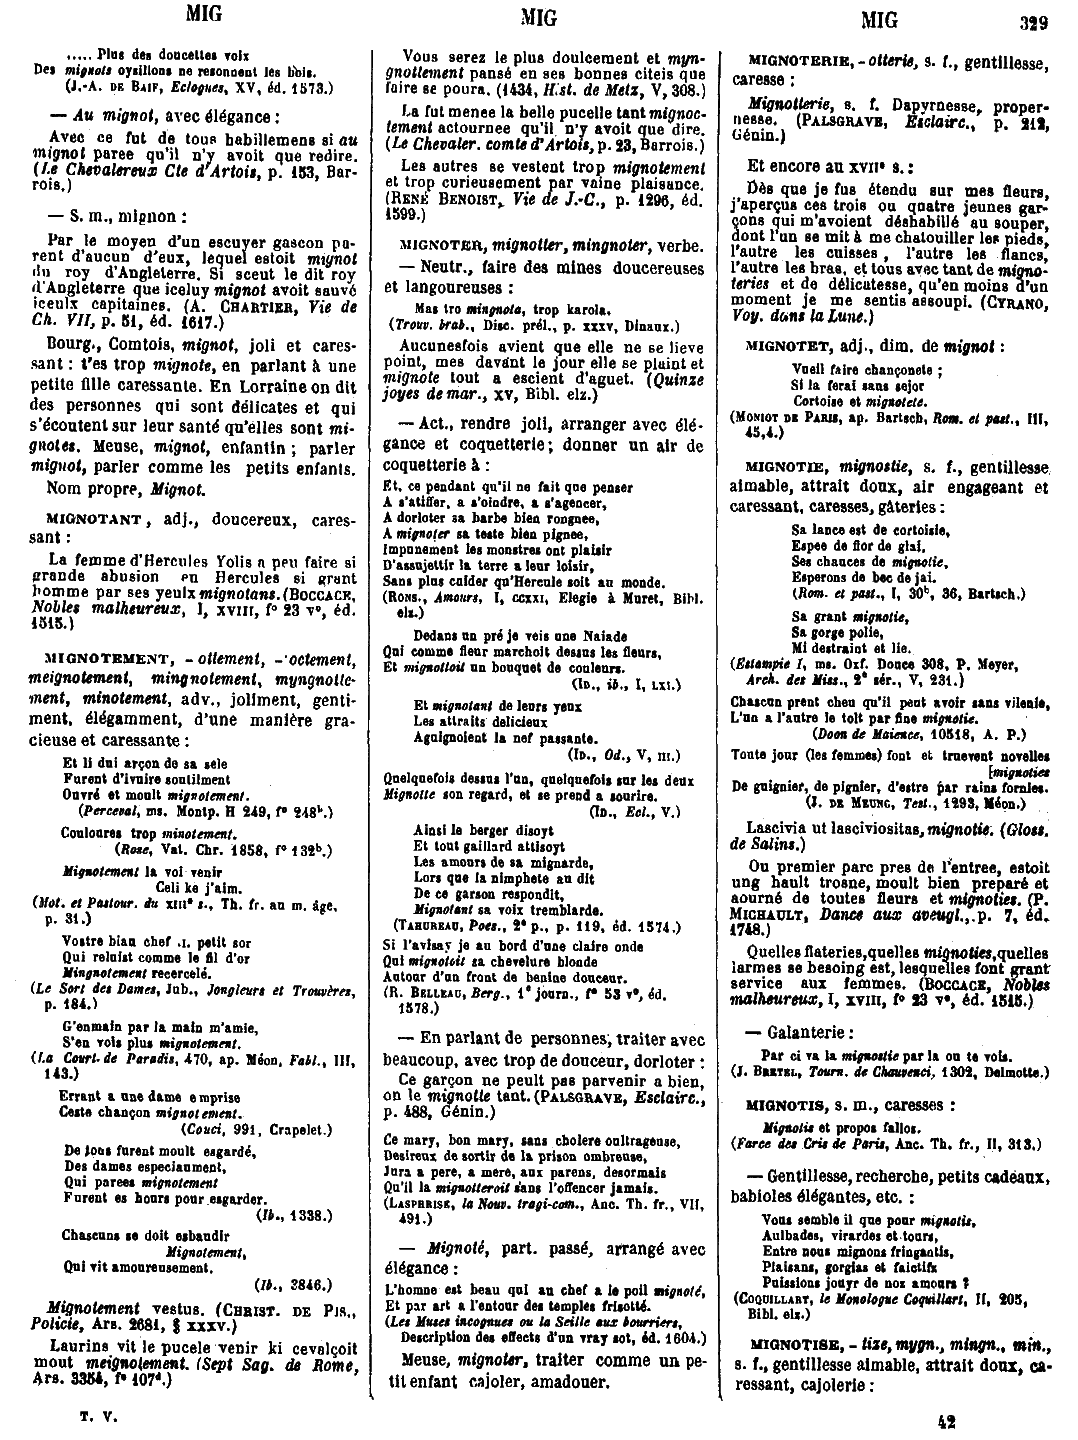 MIG
MIG
MIG 329
..... Plus des doucettes voix
Des mignots oysillons ne resonnent les bois.
(J.-A. DE BAIF, Eclogues, XV, éd. 1573.)
— Au mignot, avec élégance :
Avec ce fut de tous habillemens si au
mignot paree qu'il n'y avoit que redire.
(Le Chevalereux Cte d'Artois, p. 153, Bar-
rois.)
— S. m., mignon :
Par le moyen d'un escuyer gascon pa-
rent d'aucun d'eux, lequel estoit mignot
du roy d'Angleterre. Si sceut le dit roy
d'Angleterre que iceluy mignot avoit sauvé
iceulx capitaines. (A. CHARTIER, Vie de
Ch. VII, p. 51, éd. 1617.)
Bourg., Comtois, mignot, joli et cares-
sant : t'es trop mignote, en parlant à une
petite fille caressante. En Lorraine on dit
des personnes qui sont délicates et qui
s'écoutent sur leur santé qu'elles sont mi-
gnotes. Meuse, mignot, enfantin ; parler
mignot, parler comme les petits enfants.
Nom propre, Mignot.
MIGNOTANT, adj., doucereux, cares-
sant :
La femme d'Hercules Yolis a peu faire si
grande abusion en Hercules si grant
homme par ses yeulx mignotans. (BOCCACE,
Nobles malheureux, I, XVIII, f° 23 v°, éd.
1515.)
MIGNOTEMENT, - ottement, - octement,
meignotement, mingnotement, myngnotte-
ment, minotement, adv., joliment, genti-
ment, élégamment, d'une manière gra-
cieuse et caressante :
Et li dui arçon de sa sele
Furent d'ivuire soutilment
Ouvré et moult mignotement.
(Perceval, ms. Montp. H 249, f° 248b.)
Couloures trop minotement.
(Rose, Vat. Chr. 1858, f° 132b.)
Mignotement la voi venir
Celi ke j'aim.
(Mot. et Pastour. du XIIIe s., Th. fr. au m. âge,
p. 31.)
Vostre blan chef .I. petit sor
Qui reluist comme le fil d'or
Mingnotement recercelé.
(Le Sort des Dames, Jub., Jongleurs et Trouvères,
p. 184.)
G'enmain par la main m'amie,
S'en vois plus mignotement.
(La Court de Paradis, 470, ap. Méon, Fabl., III,
143.)
Errant a une dame emprise
Ceste chançon mignotement.
(Couci, 991, Crapelet.)
De tous furent moult esgardé,
Des dames especiaument,
Qui parees mignotement
Furent es hours pour esgarder.
(Ib., 1338.)
Chascuns se doit esbaudir
Mignotement,
Qui vit amoureusement.
(Ib., 3846.)
Mignotement vestus. (CHRIST. DE PIS.,
Policie, Ars. 2681, § XXXV.)
Laurins vit le pucele venir ki cevalçoit
mout meignotement. (Sept Sag. de Rome,
Ars. 3354, f° 107d.)
T. V.
Vous serez le plus doulcement et myn-
gnottement pansé en ses bonnes citeis que
faire se poura. (1434, Hist. de Metz, V, 308.)
La fut menee la belle pucelle tant mignoc-
tement actournee qu'il n'y avoit que dire.
(Le Chevaler. comte d'Artois, p. 23, Barrois.)
Les autres se vestent trop mignotement
et trop curieusement par vaine plaisance.
(RENÉ BENOIST, Vie de J.-C., p. 1296, éd.
1599.)
MIGNOTER, mignotter, mingnoter, verbe.
— Neutr., faire des mines doucereuses
et langoureuses :
Mas tro mingnota, trop karola.
(Trouv. brab., Disc. prél., p. XXXV, Dinaux.)
Aucunesfois avient que elle ne se lieve
point, mes davant le jour elle se plaint et
mignote tout a escient d'aguet. (Quinze
joyes de mar., XV, Bibl. elz.)
— Act., rendre joli, arranger avec élé-
gance et coquetterie ; donner un air de
coquetterie à :
Et, ce pendant qu'il ne fait que penser
A s'atiffer, a s'oindre, a s'agencer,
A dorloter sa barbe bien rongnee,
A mignoter sa teste bien pignee,
Impunement les monstres ont plaisir
D'assujettir la terre a leur loisir,
Sans plus cuider qu'Hercule soit au monde.
(RONS., Amours, I, CCXXI, Elegie à Muret, Bibl.
elz.)
Dedans un pré je veis une Naiade
Qui comme fleur marchoit dessus les fleurs,
Et mignottoit un bouquet de couleurs.
(ID., ib., I, LXI.)
Et mignotant de leurs yeux
Les attraits delicieux
Aguignoient la nef passante.
(ID., Od., V, III.)
Quelquefois dessus l'un, quelquefois sur les deux
Mignotte son regard, et se prend a sourire.
(ID., Ecl., V.)
Ainsi le berger disoyt
Et tout gaillard attisoyt
Les amours de sa mignarde,
Lors que la nimphete au dit
De ce garson respondit,
Mignotant sa voix tremblarde.
(TAHUREAU, Poes., 2e p., p. 119, éd. 1574.)
Si l'avisay je au bord d'une claire onde
Qui mignotoit sa chevelure blonde
Autour d'un front de benine douceur.
(R. BELLEAU, Berg., 1e journ., f° 53 v°, éd.
1578.)
— En parlant de personnes, traiter avec
beaucoup, avec trop de douceur, dorloter :
Ce garçon ne peult pas parvenir a bien,
on le mignotte tant. (PALSGRAVE, Esclairc.,
p. 488, Génin.)
Ce mary, bon mary, sans cholere oultrageuse,
Desireux de sortir de la prison ombreuse,
Jura a pere, a mere, aux parens, desormais
Qu'il la mignotteroit sans l'offencer jamais.
(LASPHRISE, la Nouv. tragi-com., Anc. Th. fr., VII,
491.)
— Mignoté, part. passé, arrangé avec
élégance :
L'homme est beau qui au chef a le poil mignoté,
Et par art a l'entour des temples frisotté.
(Les Muses incognues ou la Seille aux bourriers,
Description des effects d'un vray sot, éd. 1604.)
Meuse, mignoter, traiter comme un pe-
tit enfant cajoler, amadouer.
MIGNOTERIE, - otterie, s. f., gentillesse,
caresse :
Mignotterie, s. f. Dapyrnesse, proper-
nesse. (PALSGRAVE, Esclairc., p. 212,
Génin.)
Et encore au XVIIe s. :
Dès que je fus étendu sur mes fleurs,
j'aperçus ces trois ou quatre jeunes gar-
çons qui m'avoient déshabillé au souper,
dont l'un se mit à me chatouiller les pieds,
l'autre les cuisses, l'autre les flancs,
l'autre les bras, et tous avec tant de migno-
teries et de délicatesse, qu'en moins d'un
moment je me sentis assoupi. (CYRANO,
Voy. dans la Lune.)
MIGNOTET, adj., dim. de mignot :
Vueil faire chançonete ;
Si la ferai sans sejor
Cortoise et mignotete.
(MONIOT DE PARIS, ap. Bartsch, Rom. et past., III,
45,4.)
MIGNOTIE, mignostie, s. f., gentillesse
aimable, attrait doux, air engageant et
caressant, caresses, gâteries :
Sa lance est de cortoisie,
Espee de flor de glai,
Ses chauces de mignotie,
Esperons de bec de jai.
(Rom. et past., I, 30b, 36, Bartsch.)
Sa grant mignotie,
Sa gorge polie,
Mi destraint et lie.
(Estampie I, ms. Oxf. Douce 308, P. Meyer,
Arch. des Miss., 2e sér., V, 231.)
Chascun prent cheu qu'il peut avoir sans vilenie,
L'un a l'autre le tolt par fine mignotie.
(Doon de Maience, 10518, A. P.)
Toute jour (les femmes) font et truevent novelles
[mignoties
De guignier, de pignier, d'estre par rains fornies.
(J. DE MEUNG, Test., 1293, Méon.)
Lascivia ut lasciviositas, mignotie. (Gloss.
de Salins.)
Ou premier parc pres de l'entree, estoit
ung hault trosne, moult bien preparé et
aourné de toutes fleurs et mignoties. (P.
MICHAULT, Dance aux aveugl., p. 7, éd.
1748.)
Quelles flateries, quelles mignoties, quelles
larmes se besoing est, lesquelles font grant
service aux femmes. (BOCCACE, Nobles
malheureux, I, XVIII, f° 23 v°, éd. 1515.)
— Galanterie :
Par ci va la mignostie par la ou te vois.
(J. BRETEL, Tourn. de Chauvenci, 1302, Delmotte.)
MIGNOTIS, s. m., caresses :
Mignotis et propos fallos.
(Farce des Cris de Paris, Anc. Th. fr., II, 313.)
— Gentillesse, recherche, petits cadeaux,
babioles élégantes, etc. :
Vous semble il que pour mignotis,
Aulbades, virardes et tours,
Entre nous mignons fringantis,
Plaisans, gorgias et faictifx
Puissions jouyr de noz amours ?
(COQUILLART, le Monologue Coquillart, II, 205,
Bibl. elz.)
MIGNOTISE, - tize, mygn., mingn., min.,
s. f., gentillesse aimable, attrait doux, ca-
ressant, cajolerie :
42